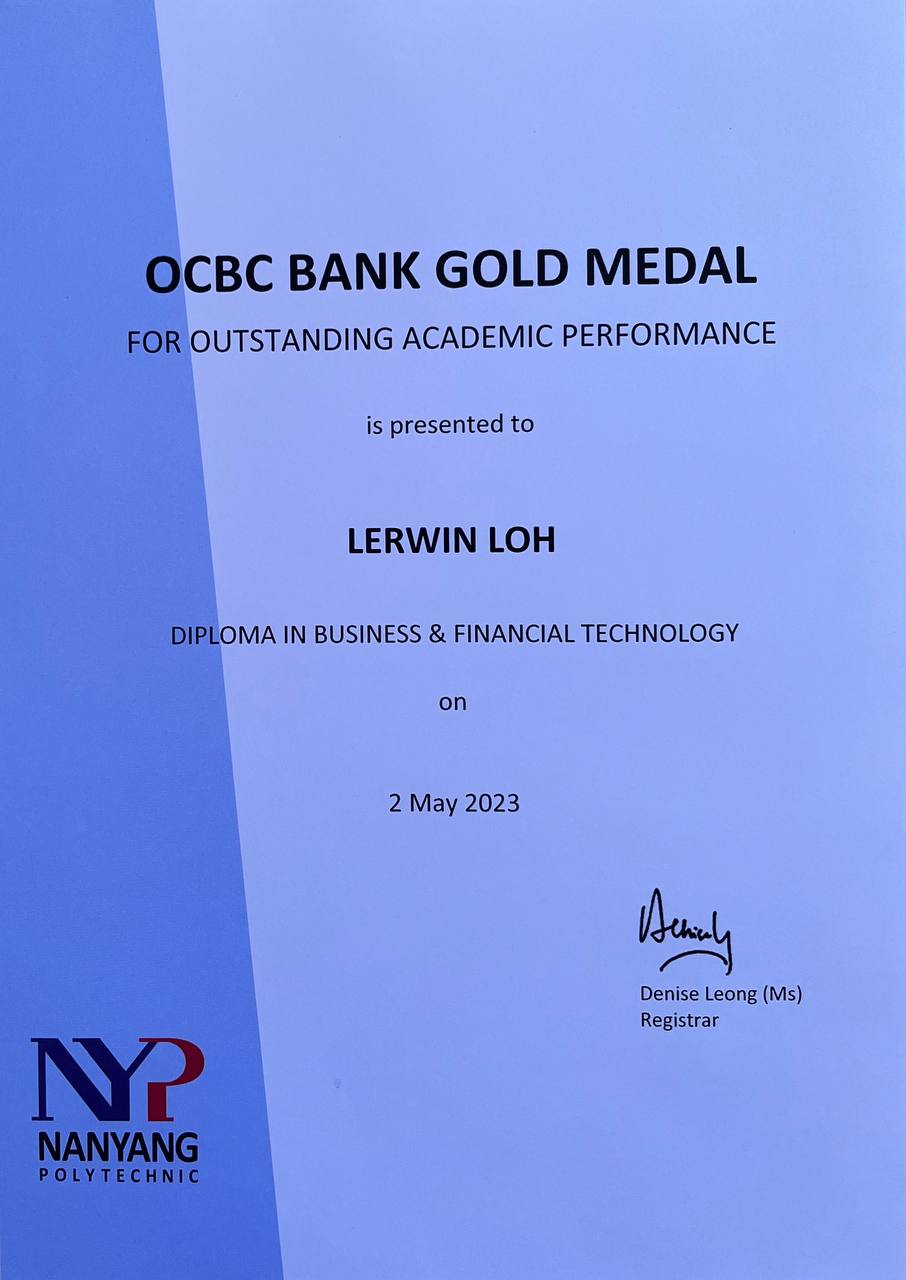 OCBC BANK GOLD MEDAL
FOR OUTSTANDING ACADEMIC PERFORMANCE
is presented to
LERWIN LOH
DIPLOMA IN BUSINESS & FINANCIAL TECHNOLOGY
on
2 May 2023
Denise Leong (Ms)
Registrar
NYP
NANYANG
POLYTECHNIC